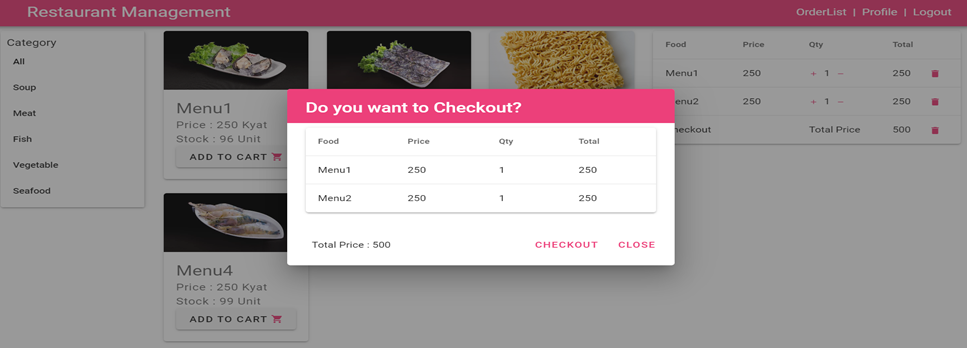 Restaurant Management
OrderList | Profile | Logout
Category
All
Soup
Meat
Fish
Vegetable
Seafood
Menu1
Price : 250 Kyat
Stock : 96 Unit
ADD TO CART
Menu4
Price : 250 Kyat
Stock : 99 Unit
ADD TO CART
Food Price Qty Total
Menu1 250 + 1 − 250
enu2 250 + 1 − 250
eckout Total Price 500
Do you want to Checkout?
Food Price Qty Total
Menu1 250 1 250
Menu2 250 1 250
Total Price : 500
CHECKOUT CLOSE